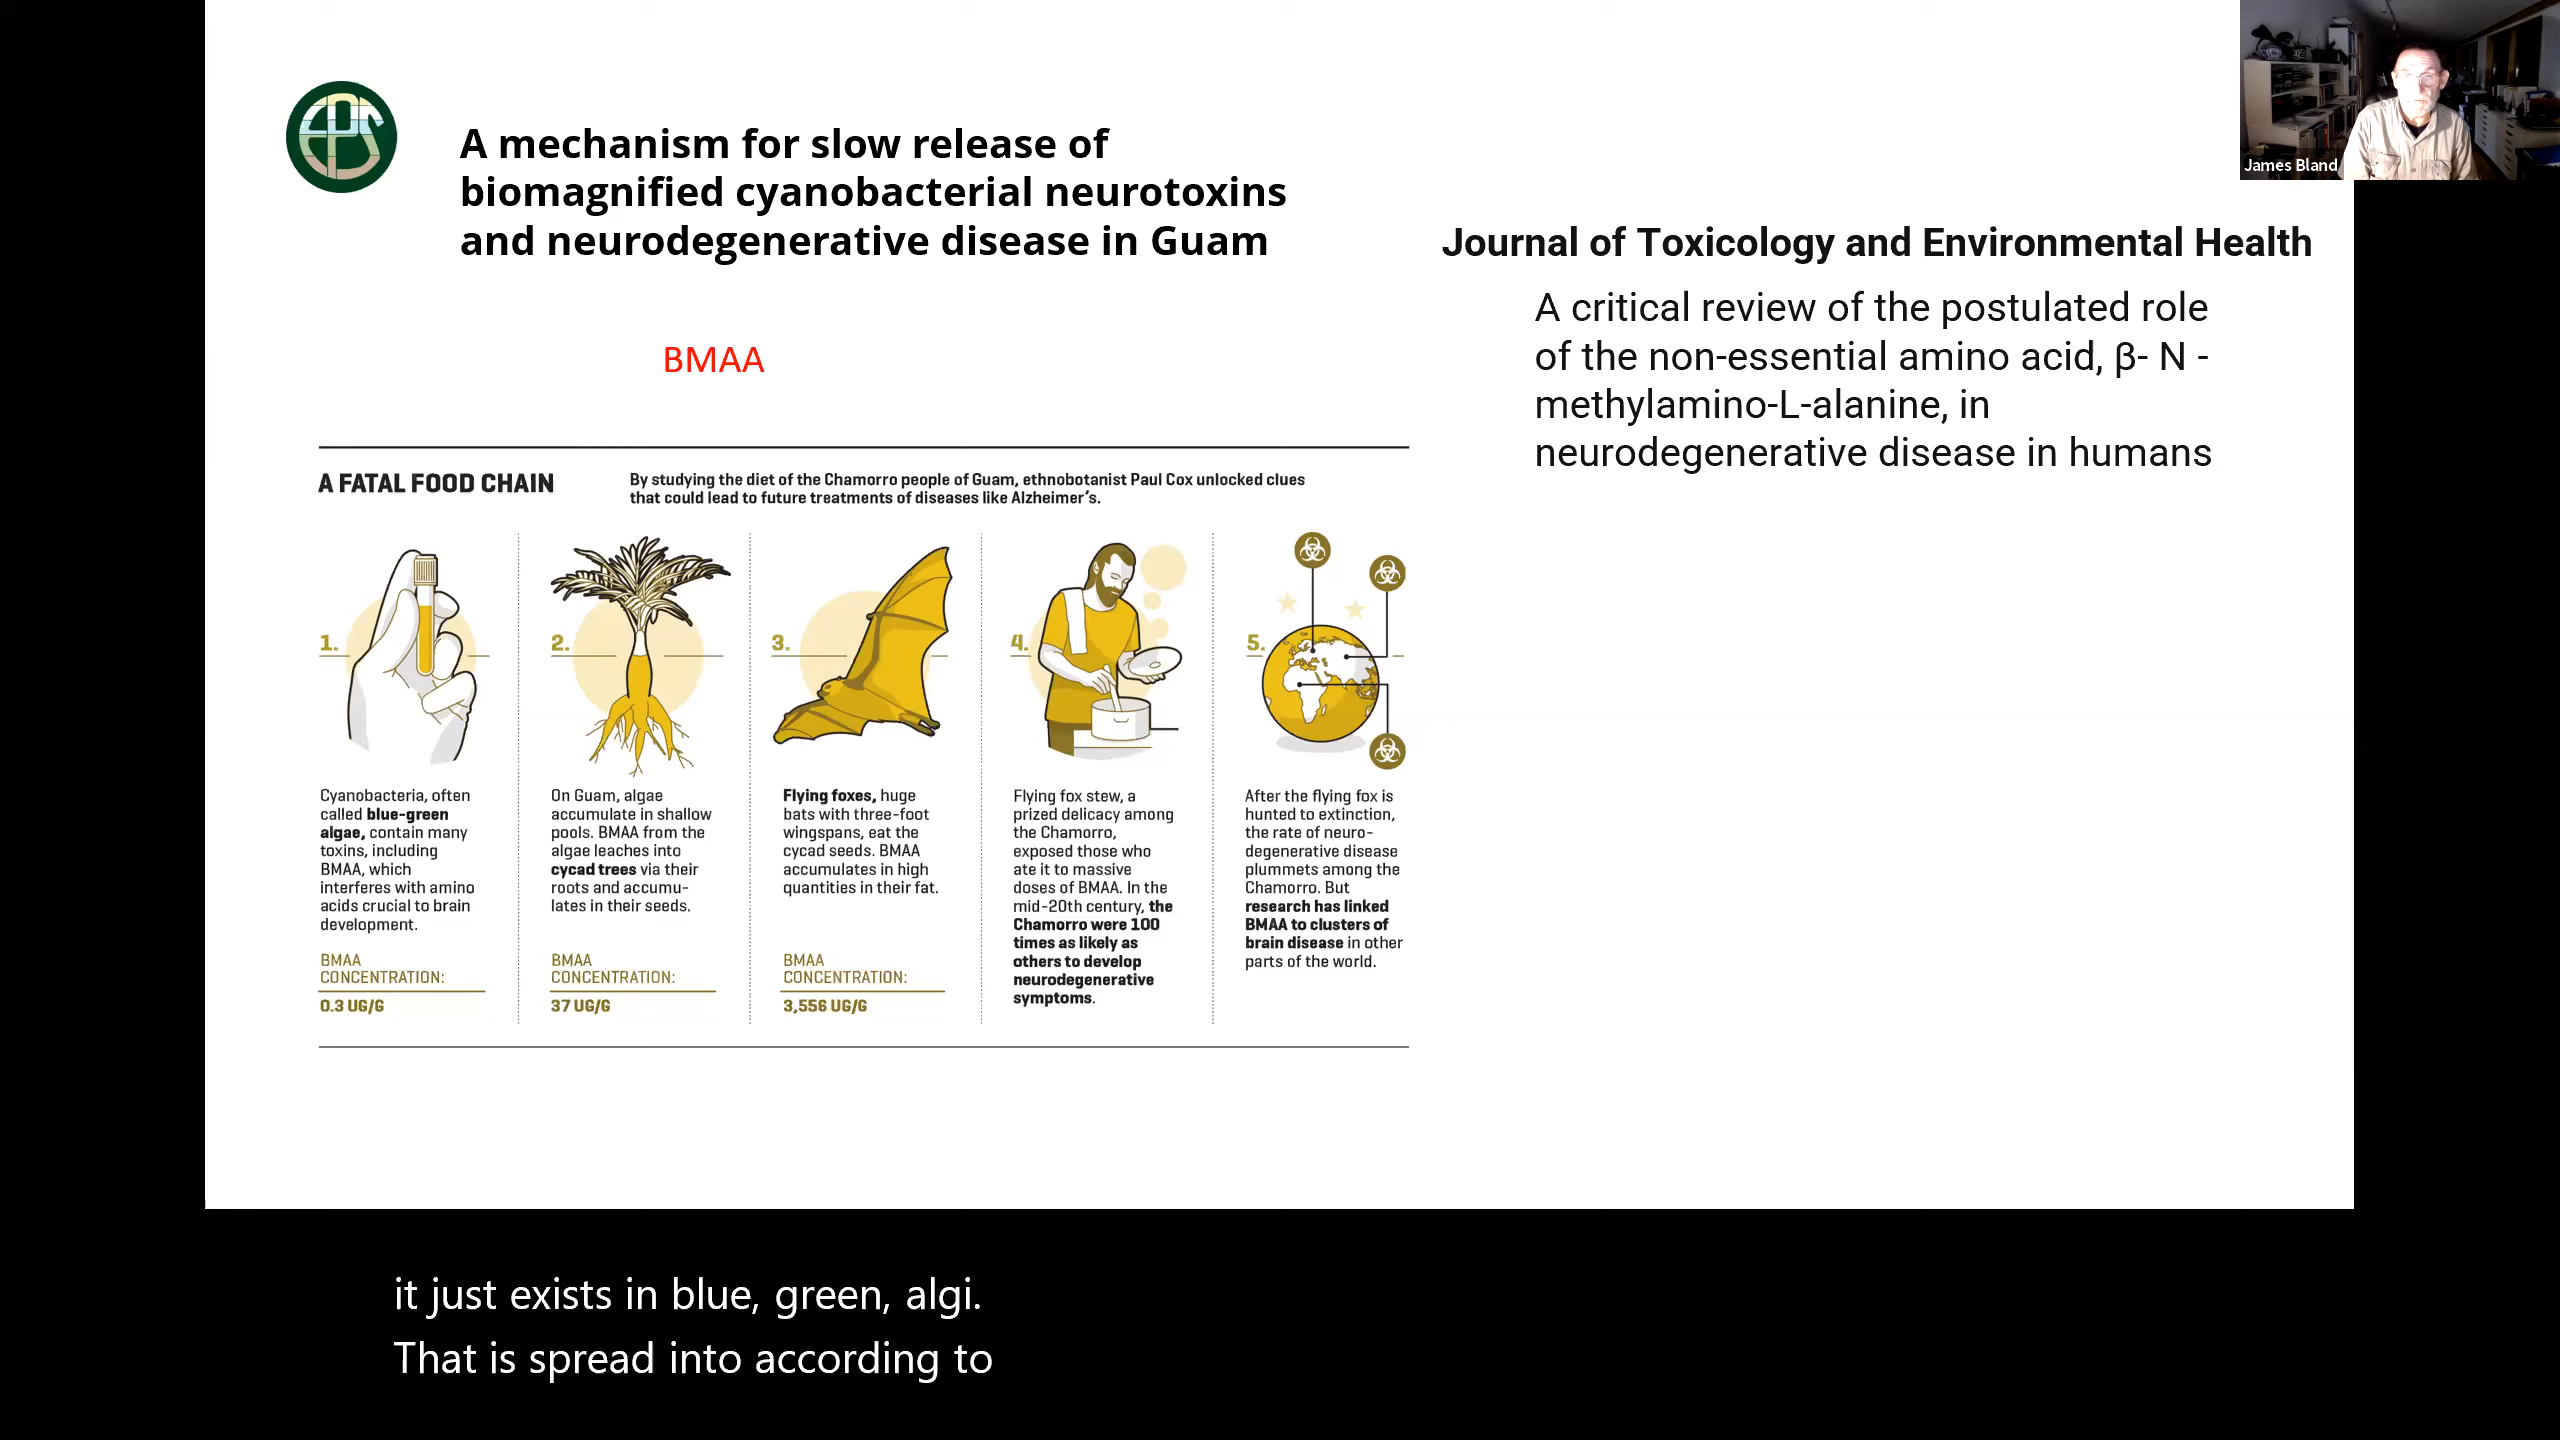 A mechanism for slow release of
biomagnified cyanobacterial neurotoxins
and neurodegenerative disease in Guam
BMAA
A FATAL FOOD CHAIN
By studying the diet of the Chamorro people of Guam, ethnobotanist Paul Cox unlocked clues
that could lead to future treatments of diseases like Alzheimer's.
1.
Cyanobacteria, often
called blue-green
algae, contain many
toxins, including
BMAA, which
interferes with amino
acids crucial to brain
development.
BMAA
CONCENTRATION:
0.3 UG/G
2.
On Guam, algae
accumulate in shallow
pools. BMAA from the
algae leaches into
cycad trees via their
roots and accumu-
lates in their seeds.
BMAA
CONCENTRATION:
37 UG/G
3.
Flying foxes, huge
bats with three-foot
wingspans, eat the
cycad seeds. BMAA
accumulates in high
quantities in their fat.
BMAA
CONCENTRATION:
3,556 UG/G
4.
Flying fox stew, a
prized delicacy among
the Chamorro,
exposed those who
ate it to massive
doses of BMAA. In the
mid-20th century, the
Chamorro were 100
times as likely as
others to develop
neurodegenerative
symptoms.
5.
After the flying fox is
hunted to extinction,
the rate of neuro-
degenerative disease
plummets among the
Chamorro. But
research has linked
BMAA to clusters of
brain disease in other
parts of the world.
Journal of Toxicology and Environmental Health
A critical review of the postulated role
of the non-essential amino acid, β- N -
methylamino-L-alanine, in
neurodegenerative disease in humans
James Bland
it just exists in blue, green, algi.
That is spread into according to